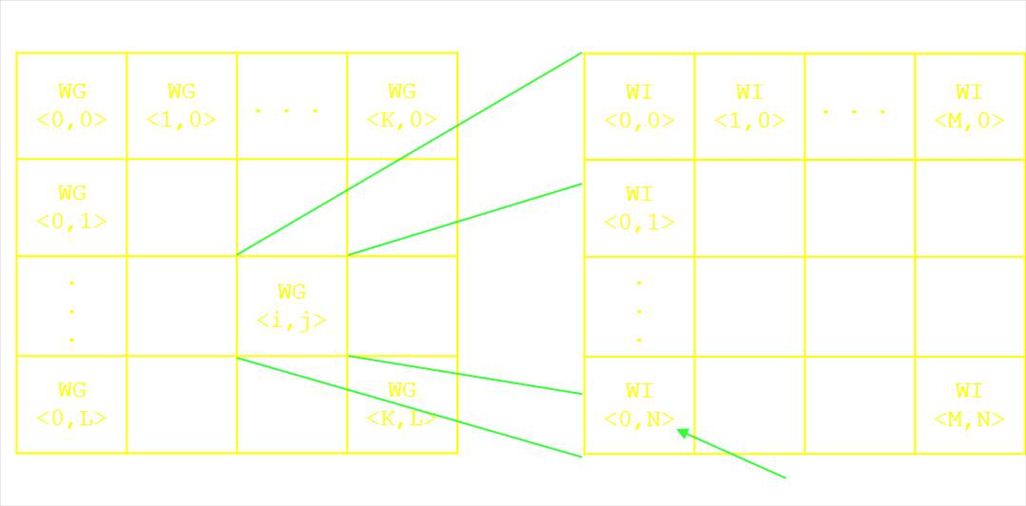 WG
<0,0>
WG
<1,0>
. . .
WG
<K,0>
WG
<0,1>
.
.
.
WG
<i,j>
WG
<0,L>
WG
<K,L>
WI
<0,0>
WI
<1,0>
. . .
WI
<M,0>
WI
<0,1>
.
.
.
WI
<0,N>
WI
<M,N>